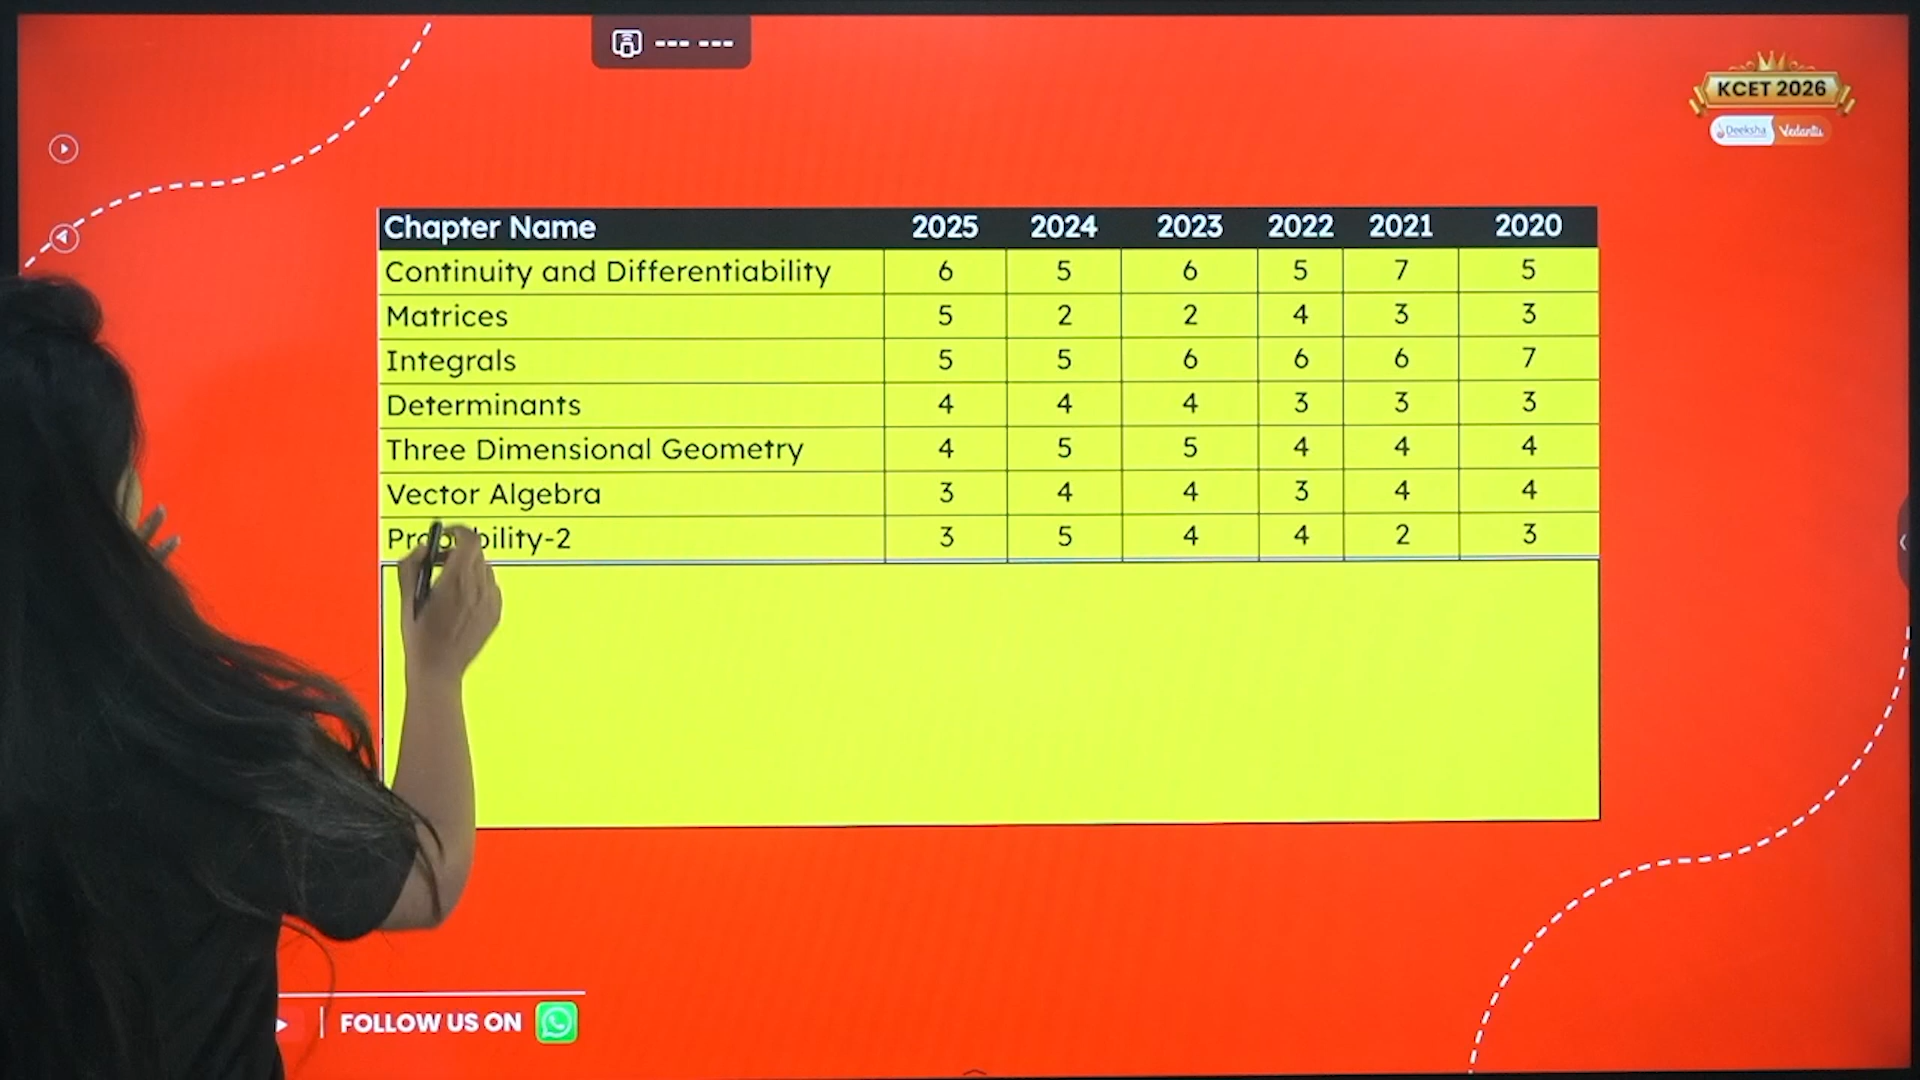 --- ---
KCET 2026
Deeksha Vedantu
Chapter Name 2025 2024 2023 2022 2021 2020
Continuity and Differentiability 6 5 6 5 7 5
Matrices 5 2 2 4 3 3
Integrals 5 5 6 6 6 7
Determinants 4 4 4 3 3 3
Three Dimensional Geometry 4 5 5 4 4 4
Vector Algebra 3 4 4 3 4 4
Probability-2 3 5 4 4 2 3
FOLLOW US ON